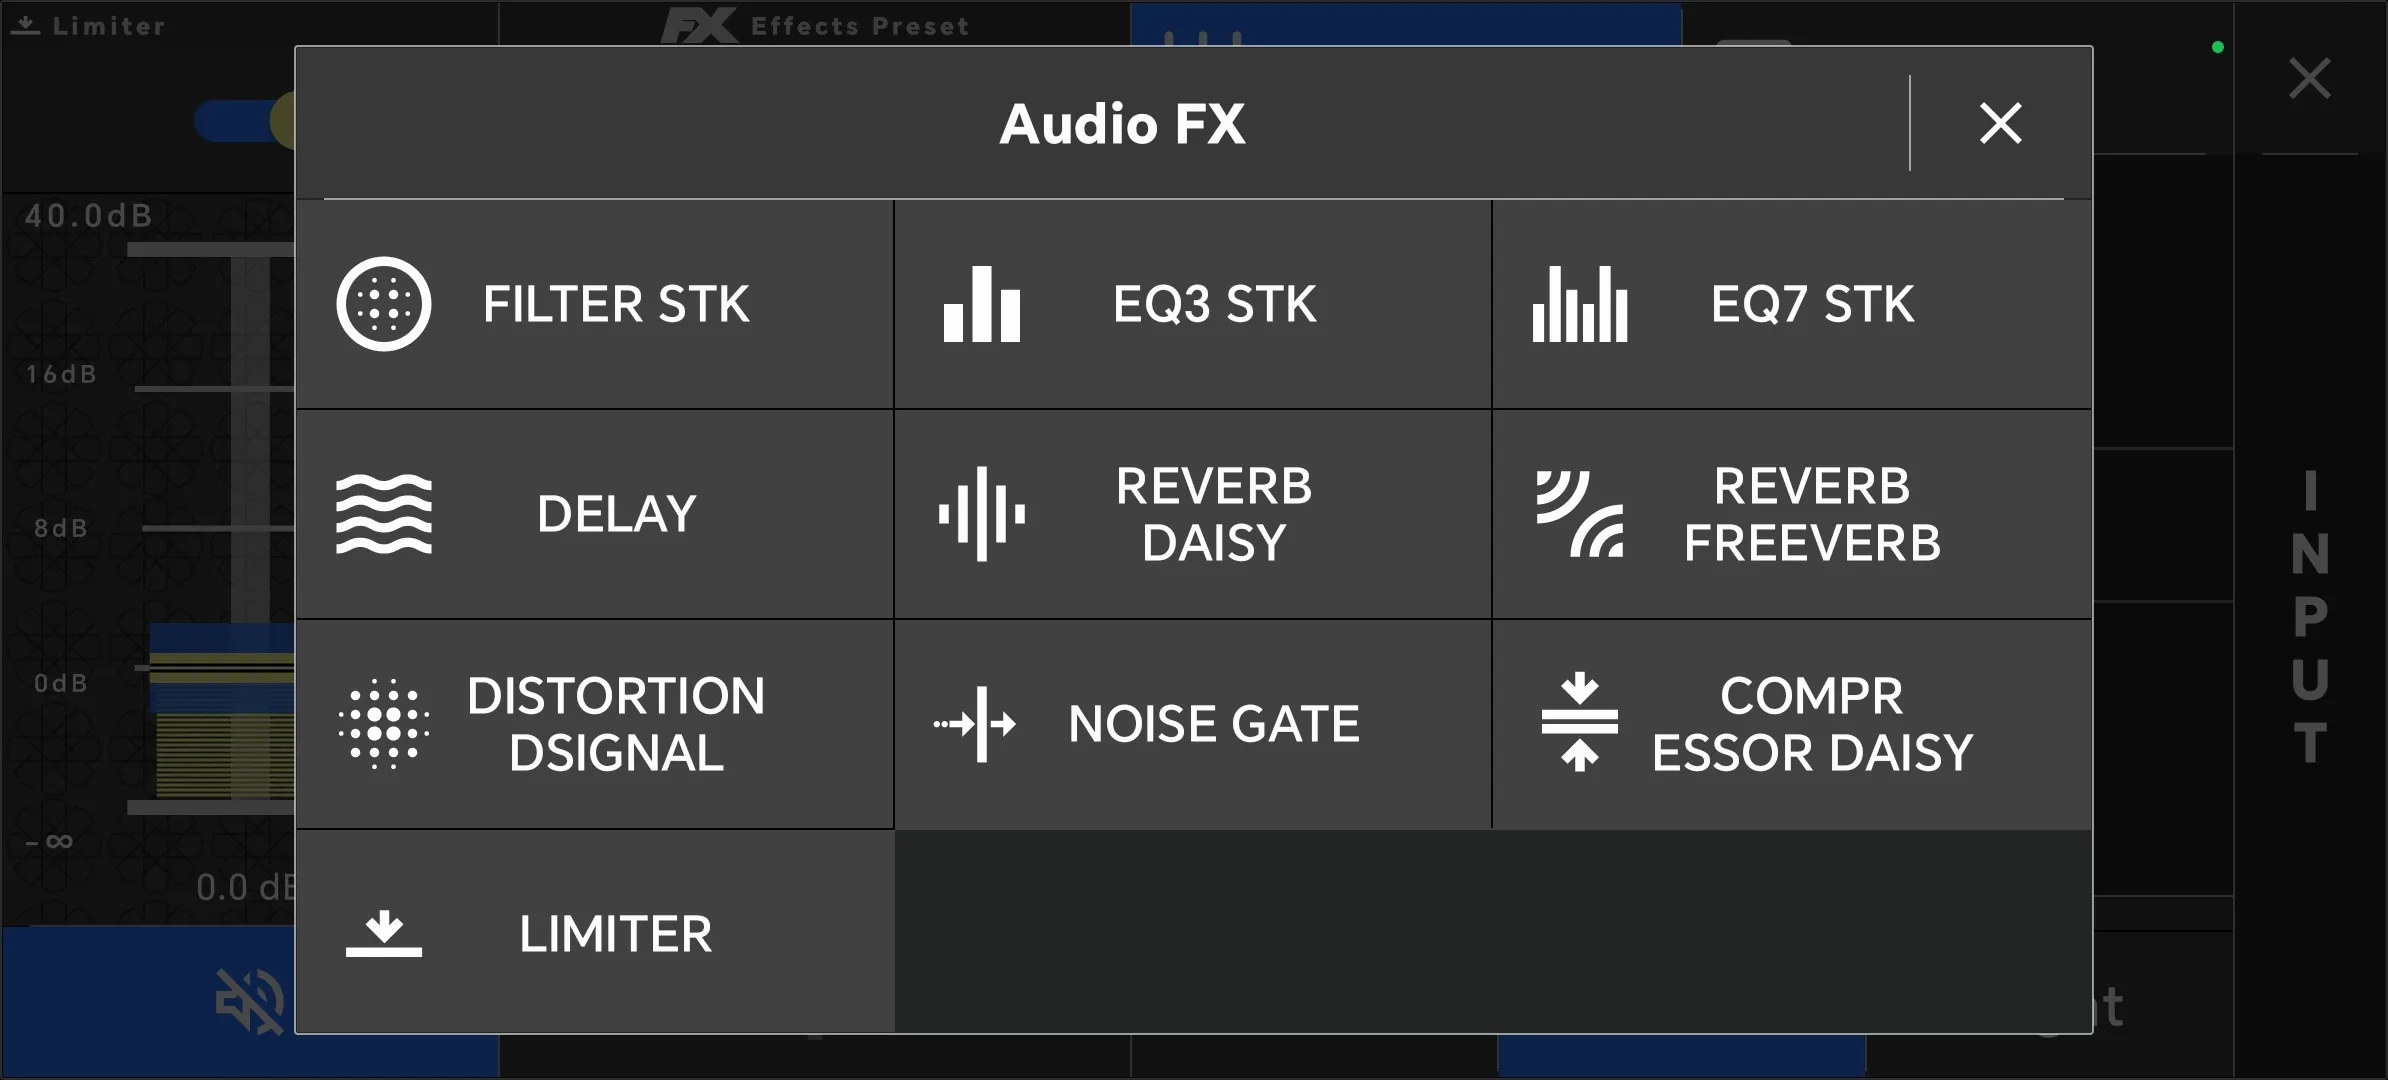 Limiter
FX Effects Preset
Audio FX
40.0dB
16dB
8dB
0dB
-∞
0.0 dB
FILTER STK
EQ3 STK
EQ7 STK
DELAY
REVERB
DAISY
REVERB
FREEVERB
DISTORTION
DSIGNAL
NOISE GATE
COMPR
ESSOR DAISY
LIMITER
INPUT